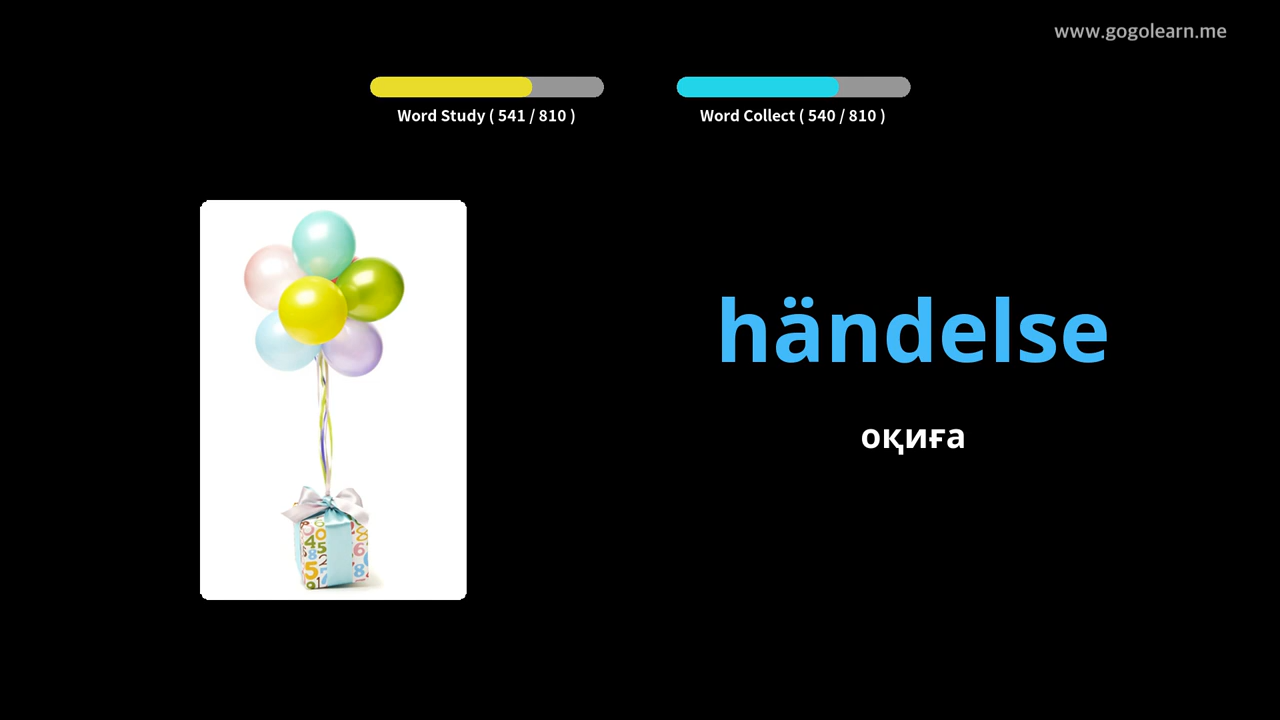 www.gogolearn.me
Word Study ( 541 / 810 )
Word Collect ( 540 / 810 )
händelse
оқиға